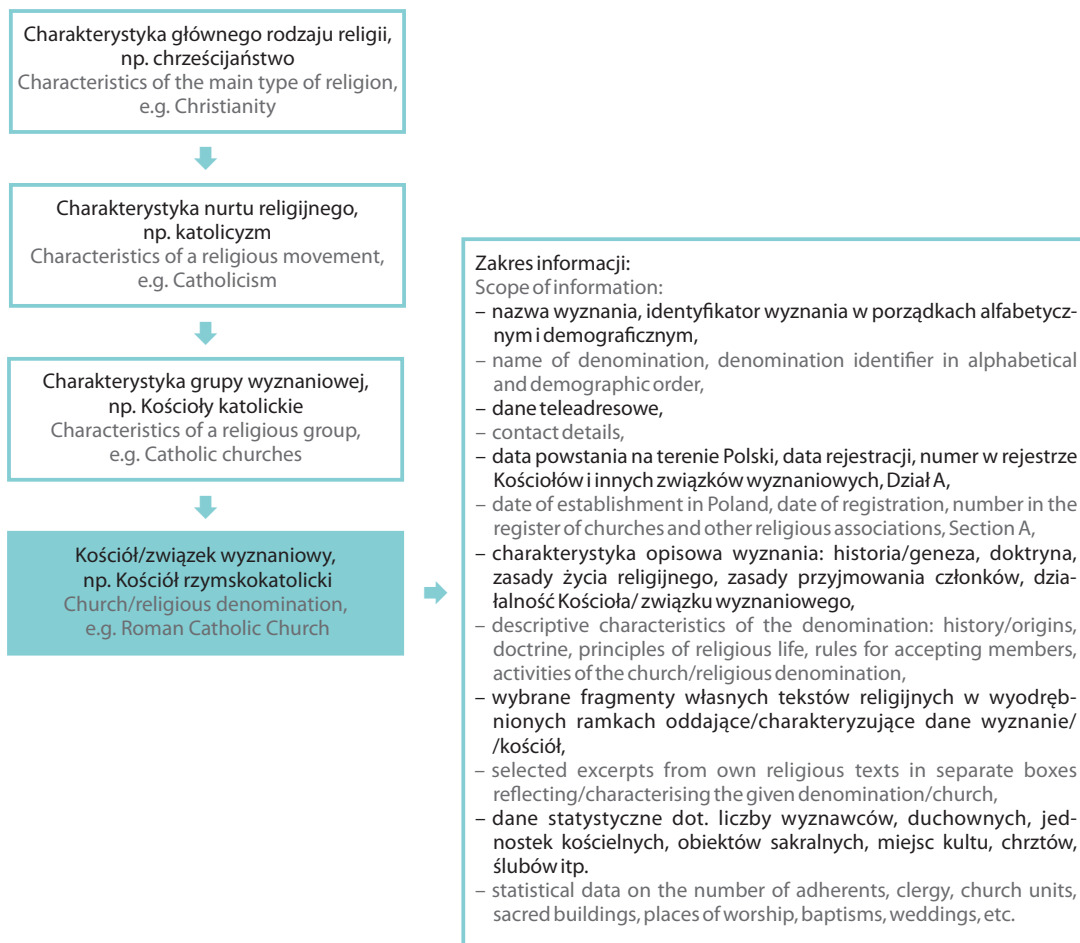 Charakterystyka głównego rodzaju religii,
np. chrześcijaństwo
Characteristics of the main type of religion,
e.g. Christianity
Charakterystyka nurtu religijnego,
np. katolicyzm
Characteristics of a religious movement,
e.g. Catholicism
Charakterystyka grupy wyznaniowej,
np. Kościoły katolickie
Characteristics of a religious group,
e.g. Catholic churches
Kościół/związek wyznaniowy,
np. Kościół rzymskokatolicki
Church/religious denomination,
e.g. Roman Catholic Church
Zakres informacji:
Scope of information:
– nazwa wyznania, identyfikator wyznania w porządkach alfabetycz-
nym i demograficznym,
– name of denomination, denomination identifier in alphabetical
and demographic order,
– dane teleadresowe,
– contact details,
– data powstania na terenie Polski, data rejestracji, numer w rejestrze
Kościołów i innych związków wyznaniowych, Dział A,
– date of establishment in Poland, date of registration, number in the
register of churches and other religious associations, Section A,
– charakterystyka opisowa wyznania: historia/geneza, doktryna,
zasady życia religijnego, zasady przyjmowania członków, dzia-
łalność Kościoła/ związku wyznaniowego,
– descriptive characteristics of the denomination: history/origins,
doctrine, principles of religious life, rules for accepting members,
activities of the church/religious denomination,
– wybrane fragmenty własnych tekstów religijnych w wyodręb-
nionych ramkach oddające/charakteryzujące dane wyznanie/
/kościół,
– selected excerpts from own religious texts in separate boxes
reflecting/characterising the given denomination/church,
– dane statystyczne dot. liczby wyznawców, duchownych, jed-
nostek kościelnych, obiektów sakralnych, miejsc kultu, chrztów,
ślubów itp.
– statistical data on the number of adherents, clergy, church units,
sacred buildings, places of worship, baptisms, weddings, etc.